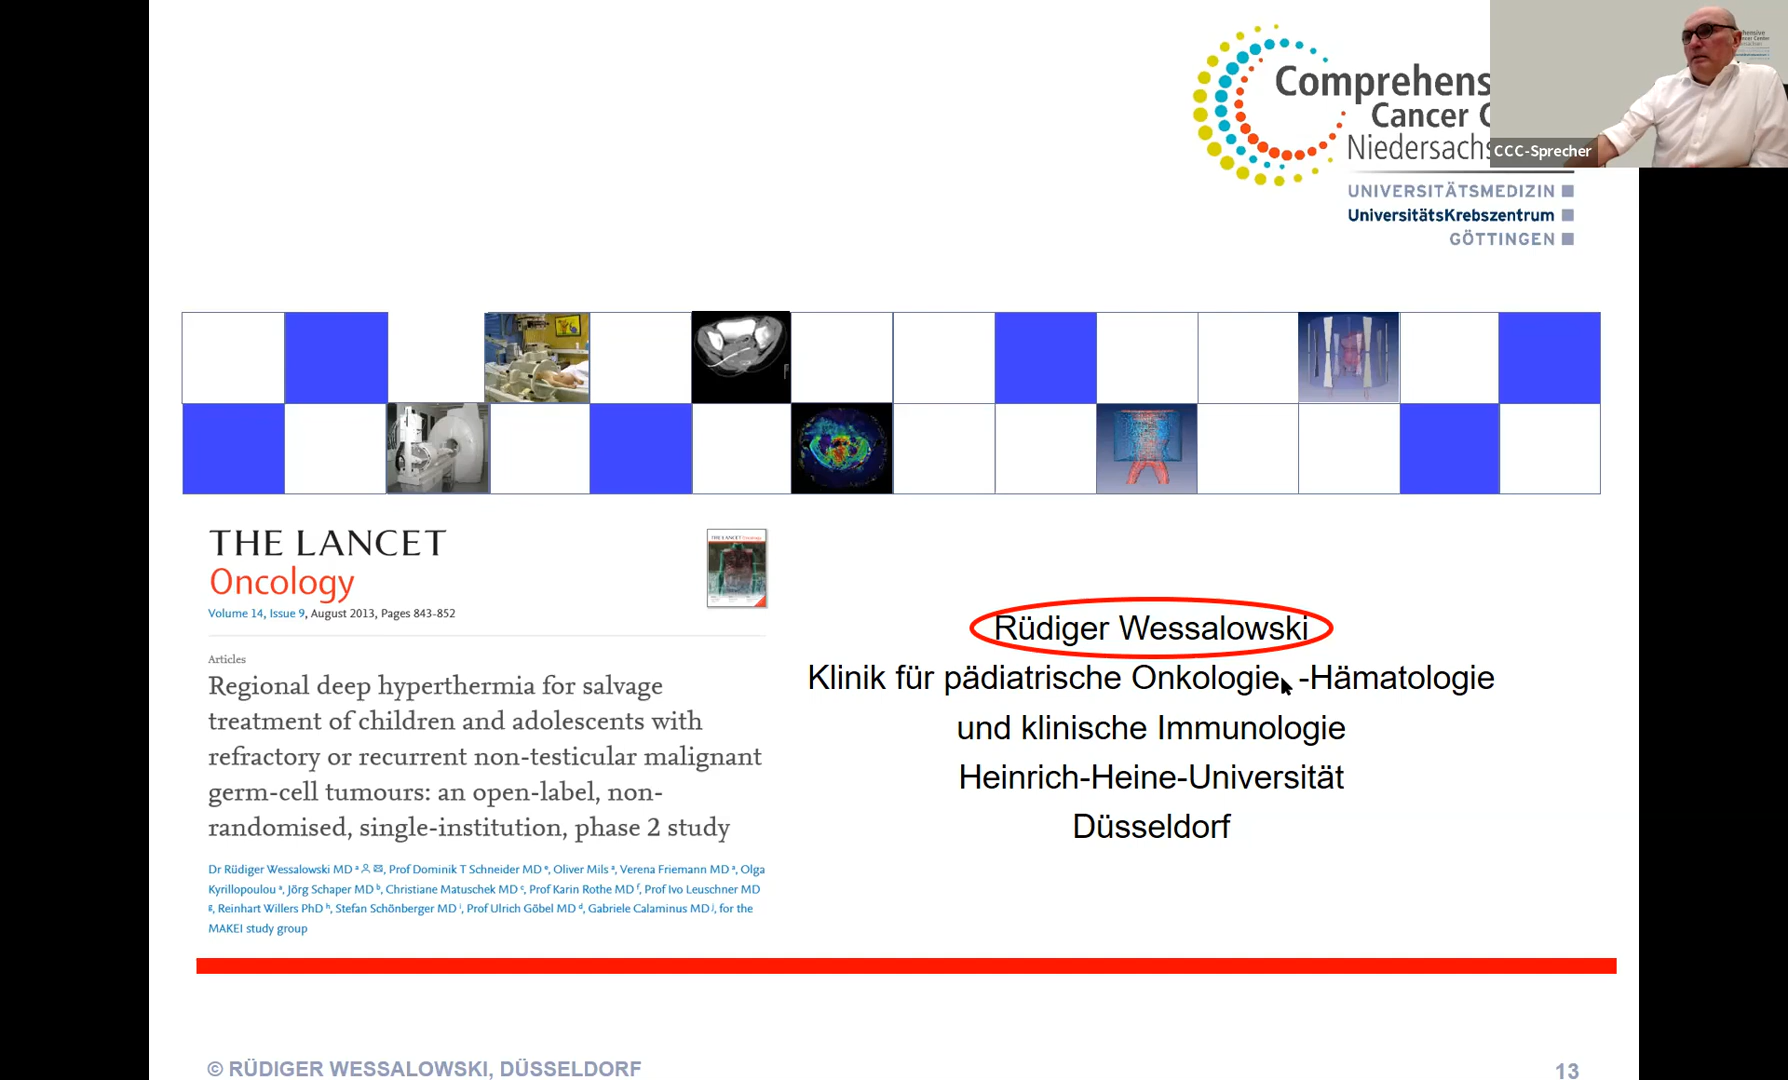 Comprehens
Cancer C
Niedersachs
CCC-Sprecher
UNIVERSITÄTSMEDIZIN
UniversitätsKrebszentrum
GÖTTINGEN
THE LANCET
Oncology
Volume 14, Issue 9, August 2013, Pages 843-852
Articles
Regional deep hyperthermia for salvage
treatment of children and adolescents with
refractory or recurrent non-testicular malignant
germ-cell tumours: an open-label, non-
randomised, single-institution, phase 2 study
Dr Rüdiger Wessalowski MD ᵃ, Prof Dominik T Schneider MD ᵉ, Oliver Mils ᵃ, Verena Friemann MD ᵃ, Olga
Kyrillopoulou ᵃ, Jörg Schaper MD ᵇ, Christiane Matuschek MD ᶜ, Prof Karin Rothe MD ᶠ, Prof Ivo Leuschner MD
ᵍ, Reinhart Willers PhD ʰ, Stefan Schönberger MD ⁱ, Prof Ulrich Göbel MD ᵈ, Gabriele Calaminus MD ʲ, for the
MAKEI study group
Rüdiger Wessalowski
Klinik für pädiatrische Onkologie, -Hämatologie
und klinische Immunologie
Heinrich-Heine-Universität
Düsseldorf
© RÜDIGER WESSALOWSKI, DÜSSELDORF
13